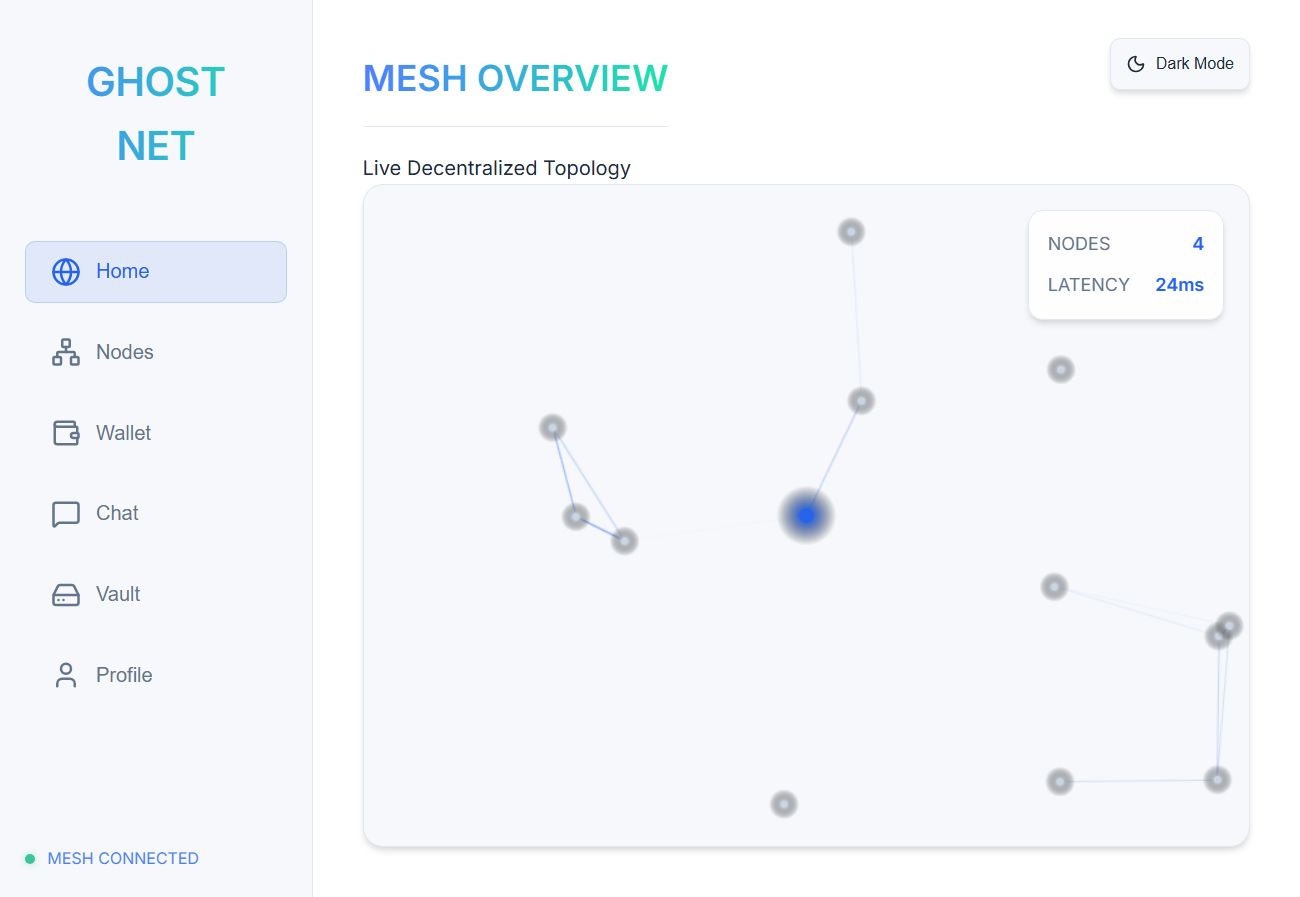 GHOST
NET
Home
Nodes
Wallet
Chat
Vault
Profile
MESH CONNECTED
MESH OVERVIEW
Dark Mode
Live Decentralized Topology
NODES 4
LATENCY 24ms